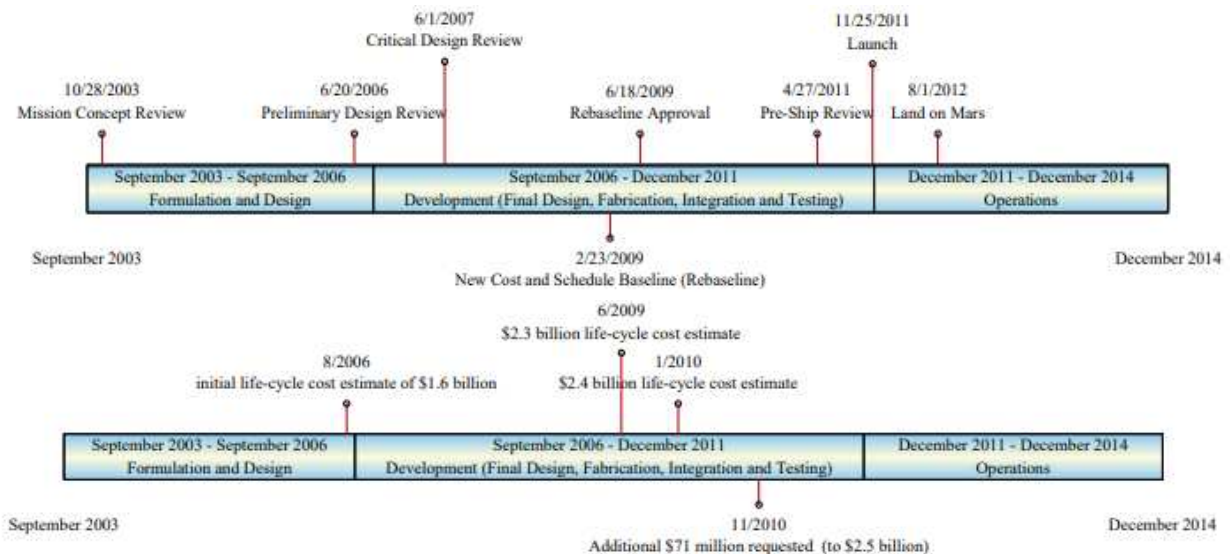 6/1/2007
Critical Design Review
11/25/2011
Launch
10/28/2003
Mission Concept Review
6/20/2006
Preliminary Design Review
6/18/2009
Rebaseline Approval
4/27/2011
Pre-Ship Review
8/1/2012
Land on Mars
September 2003 - September 2006
Formulation and Design
September 2006 - December 2011
Development (Final Design, Fabrication, Integration and Testing)
December 2011 - December 2014
Operations
September 2003
December 2014
2/23/2009
New Cost and Schedule Baseline (Rebaseline)
6/2009
$2.3 billion life-cycle cost estimate
8/2006
initial life-cycle cost estimate of $1.6 billion
1/2010
$2.4 billion life-cycle cost estimate
September 2003 - September 2006
Formulation and Design
September 2006 - December 2011
Development (Final Design, Fabrication, Integration and Testing)
December 2011 - December 2014
Operations
September 2003
December 2014
11/2010
Additional $71 million requested (to $2.5 billion)